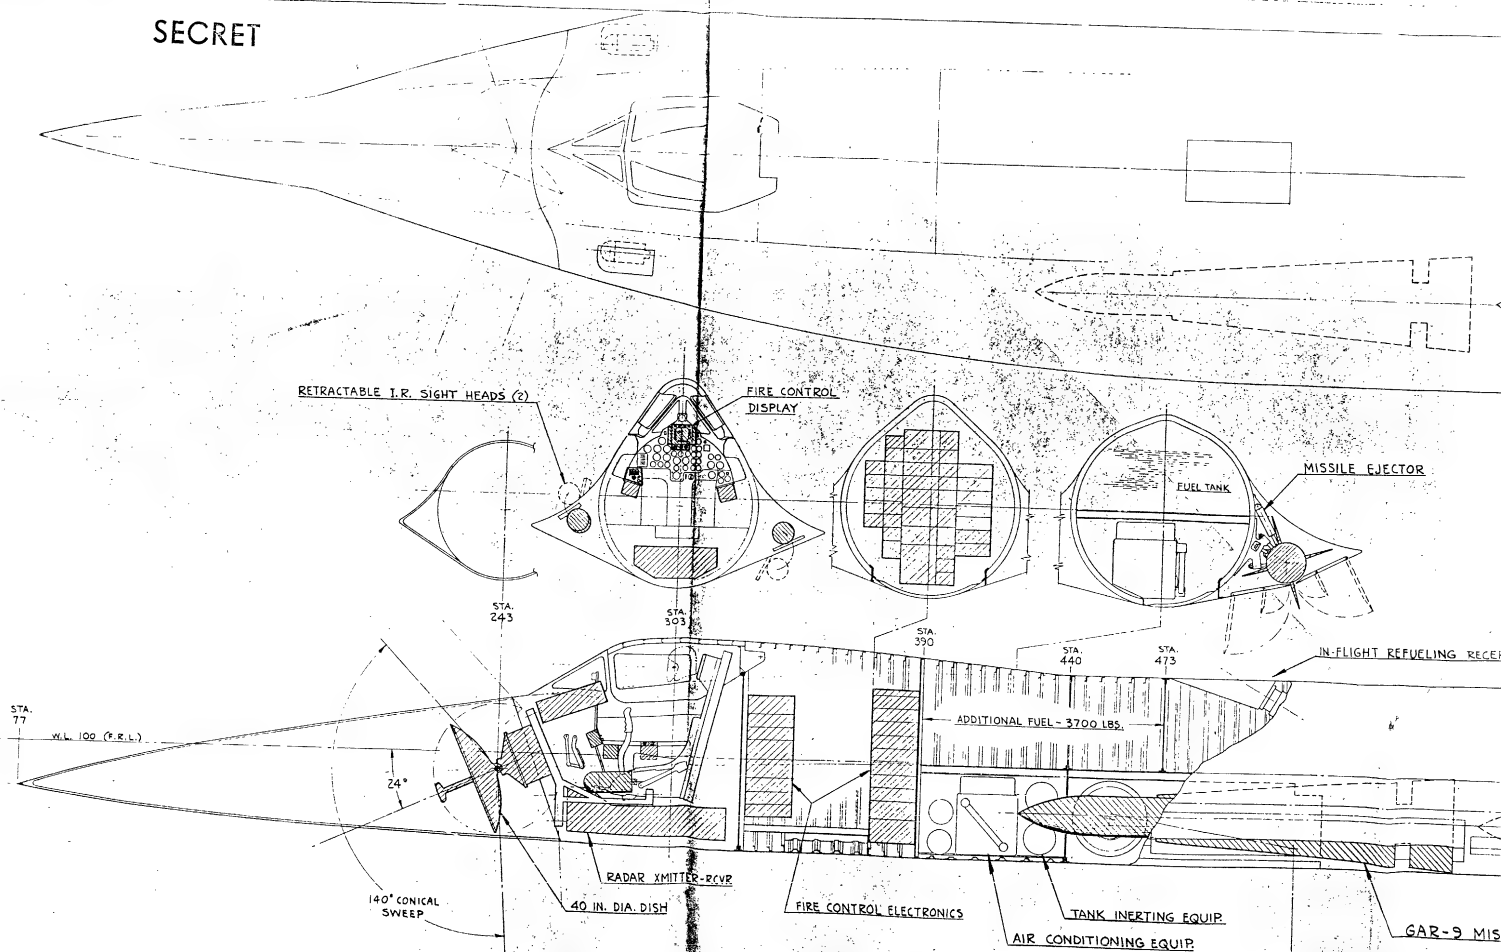 SECRET
RETRACTABLE I.R. SIGHT HEADS (2)
FIRE CONTROL
DISPLAY
MISSILE EJECTOR
FUEL TANK
STA.
243
STA.
303
STA.
390
STA.
440
STA.
473
IN-FLIGHT REFUELING RECE
STA.
77
W.L. 100 (F.R.L.)
ADDITIONAL FUEL - 3700 LBS.
24°
RADAR XMITTER-RCVR
140° CONICAL
SWEEP
40 IN. DIA. DISH
FIRE CONTROL ELECTRONICS
TANK INERTING EQUIP.
AIR CONDITIONING EQUIP.
GAR-9 MIS